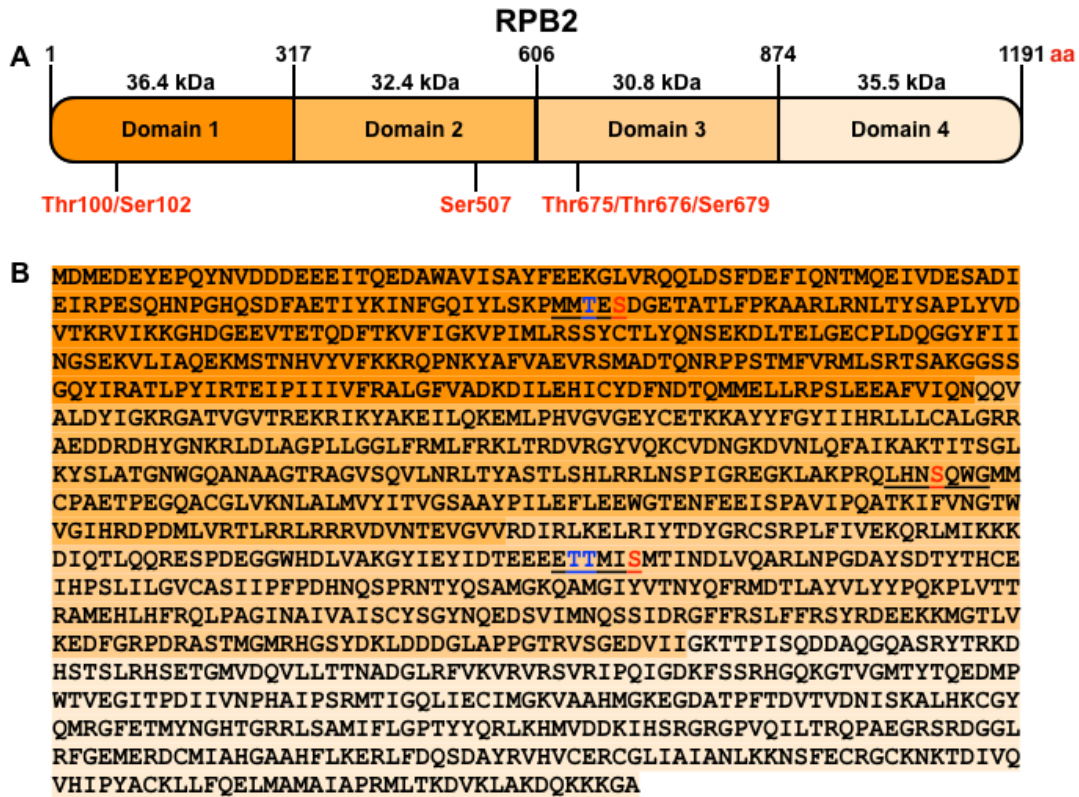 RPB2
A 1 317 606 874 1191 aa
36.4 kDa 32.4 kDa 30.8 kDa 35.5 kDa
Domain 1 Domain 2 Domain 3 Domain 4
Thr100/Ser102 Ser507 Thr675/Thr676/Ser679
B MDMEDEYEPQYNVDDDEEEITQEDAWAVISAYFEEKGLVRQQLDSFDEFIQNTMQEIVDESADI
EIRPESQHNPGHQSDFAETIYKINFGQIYLSKPMMTESDGETATLFPKAARLRNLTYSAPLYVD
VTKRVIKKGHDGEEVTETQDFTKVFIGKVPIMLRSSYCTLYQNSEKDLTELGECPLDQGGYFII
NGSEKVLIAQEKMSTNHVYVFKKRQPNKYAFVAEVRSMADTQNRPPSTMFVRMLSRTSAKGGSS
GQYIRATLPYIRTEIPIIIVFRALGFVADKDILEHICYDFNDTQMMELLRPSLEEAFVIQNQQV
ALDYIGKRGATVGVTREKRIKYAKEILQKEMLPHVGVGEYCETKKAYYFGYIIHRLLLCALGRR
AEDDRDHYGNKRLDLAGPLLGGLFRMLFRKLTRDVRGYVQKCVDNGKDVNLQFAIKAKTITSGL
KYSLATGNWGQANAAGTRAGVSQVLNRLTYASTLSHLRRLNSPIGREGKLAKPRQLHNSQWGMM
CPAETPEGQACGLVKNLALMVYITVGSAAYPILEFLEEWGTENFEEISPAVIPQATKIFVNGTW
VGIHRDPDMLVRTLRRLRRRVDVNTEVGVVRDIRLKELRIYTDYGRCSRPLFIVEKQRLMIKKK
DIQTLQQRESPDEGGWHDLVAKGYIEYIDTEEEETTMISMTINDLVQARLNPGDAYSDTYTHCE
IHPSLILGVCASIIPFPDHNQSPRNTYQSAMGKQAMGIYVTNYQFRMDTLAYVLYYPQKPLVTT
RAMEHLHFRQLPAGINAIVAISCYSGYNQEDSVIMNQSSIDRGFFRSLFFRSYRDEEKKMGTLV
KEDFGRPDRASTMGMRHGSYDKLDDDGLAPPGTRVSGEDVIIGKTTPISQDDAQGQASRYTRKD
HSTSLRHSETGMVDQVLLTTNADGLRFVKVRVRSVRIPQIGDKFSSRHGQKGTVGMTYTQEDMP
WTVEGITPDIIVNPHAIPSRMTIGQLIECIMGKVAAHMGKEGDATPFTDVTVDNISKALHKCGY
QMRGFETMYNGHTGRRLSAMIFLGPTYYQRLKHMVDDKIHSRGRGPVQILTRQPAEGRSRDGGL
RFGEMERDCMIAHGAAHFLKERLFDQSDAYRVHVCERCGLIAIANLKKNSFECRGCKNKTDIVQ
VHIPYACKLLFQELMAMAIAPRMLTKDVKLAKDQKKKGA